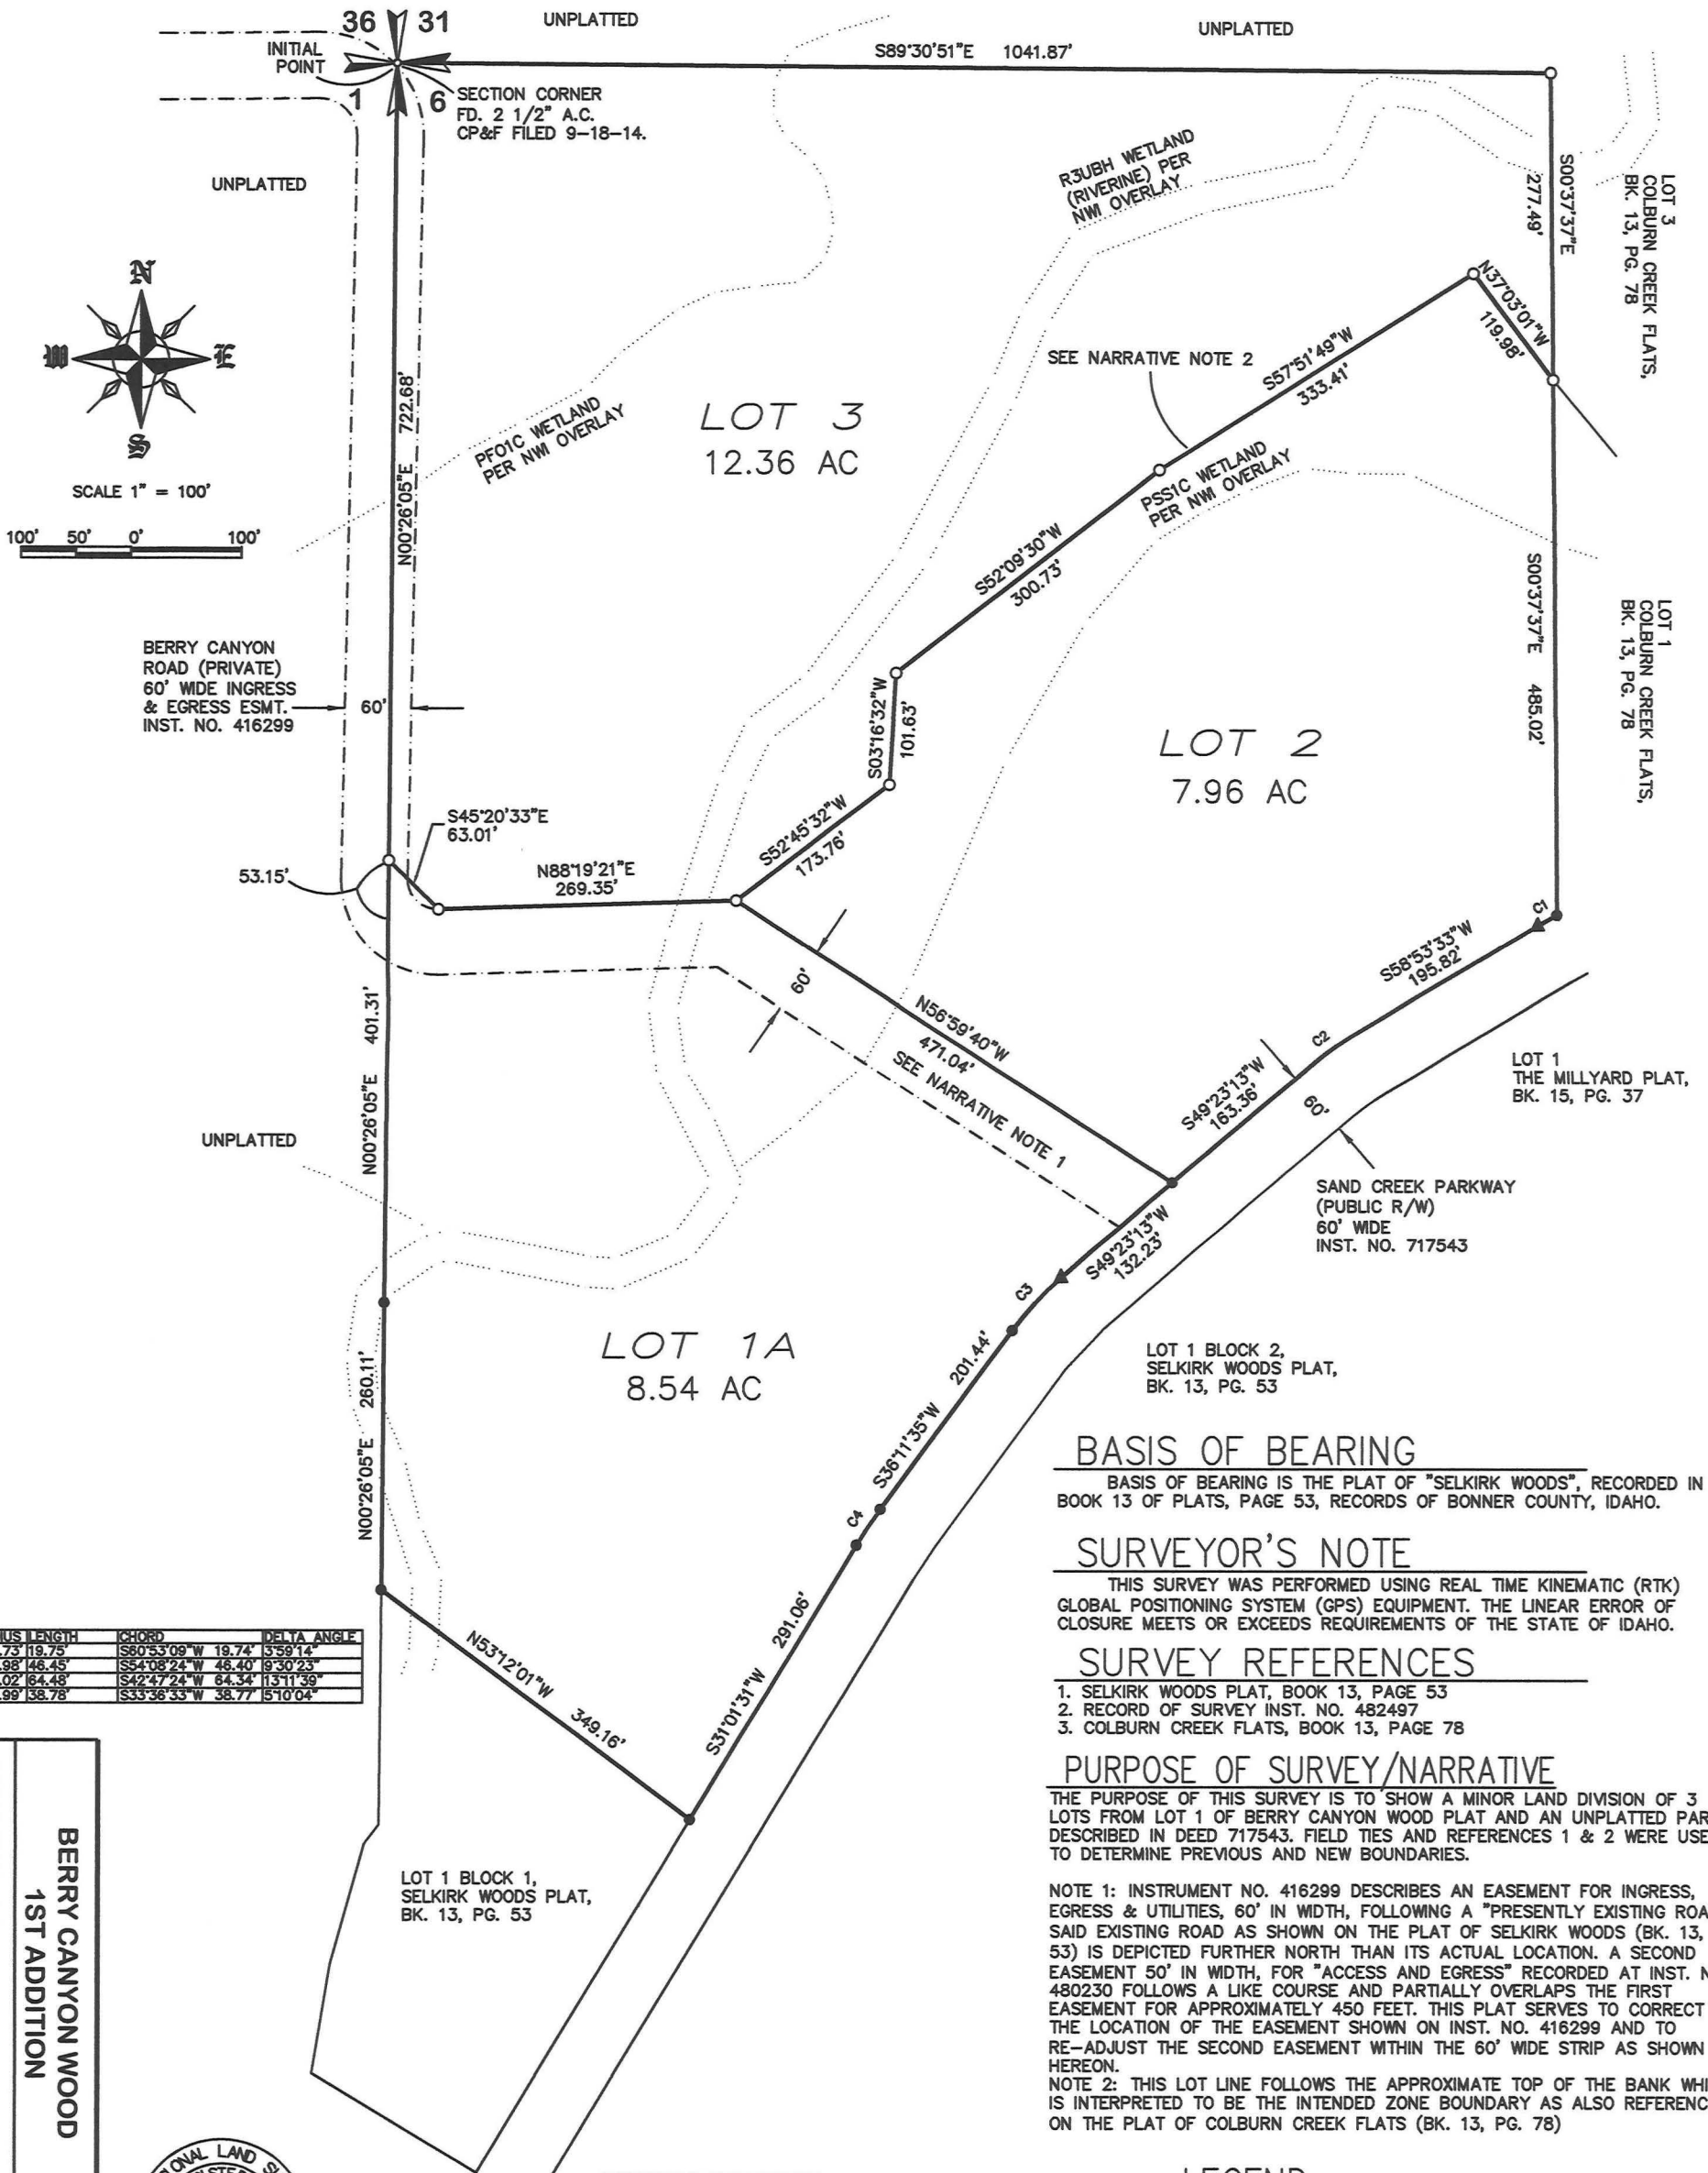 36 31
UNPLATTED
UNPLATTED
INITIAL
POINT
S89°30'51"E 1041.87'
1 6
SECTION CORNER
FD. 2 1/2" A.C.
CP&F FILED 9-18-14.
UNPLATTED
R3UBH WETLAND
(RIVERINE) PER
NWI OVERLAY
S00°37'37"E
277.49'
LOT 3
COLBURN CREEK FLATS,
BK. 13, PG. 78
N
W E
S
SCALE 1" = 100'
100' 50' 0' 100'
N37°03'01"W
119.98'
SEE NARRATIVE NOTE 2
S57°51'49"W
333.41'
N00°26'05"E 722.68'
PFO1C WETLAND
PER NWI OVERLAY
LOT 3
12.36 AC
PSS1C WETLAND
PER NWI OVERLAY
S52°09'30"W
300.73'
S00°37'37"E 485.02'
LOT 1
COLBURN CREEK FLATS,
BK. 13, PG. 78
BERRY CANYON
ROAD (PRIVATE)
60' WIDE INGRESS
& EGRESS ESMT.
INST. NO. 416299
60'
S03°16'32"W
101.63'
LOT 2
7.96 AC
S45°20'33"E
63.01'
S52°45'32"W
173.76'
53.15'
N88°19'21"E
269.35'
C1
S58°53'33"W
195.82'
60'
N00°26'05"E 401.31'
N56°59'40"W
471.04'
SEE NARRATIVE NOTE 1
C2
S49°23'13"W
163.36'
60'
LOT 1
THE MILLYARD PLAT,
BK. 15, PG. 37
UNPLATTED
SAND CREEK PARKWAY
(PUBLIC R/W)
60' WIDE
INST. NO. 717543
S49°23'13"W
132.23'
C3
LOT 1A
8.54 AC
N00°26'05"E 260.11'
S36°11'35"W 201.44'
LOT 1 BLOCK 2,
SELKIRK WOODS PLAT,
BK. 13, PG. 53
C4
BASIS OF BEARING
BASIS OF BEARING IS THE PLAT OF "SELKIRK WOODS", RECORDED IN
BOOK 13 OF PLATS, PAGE 53, RECORDS OF BONNER COUNTY, IDAHO.
SURVEYOR'S NOTE
THIS SURVEY WAS PERFORMED USING REAL TIME KINEMATIC (RTK)
GLOBAL POSITIONING SYSTEM (GPS) EQUIPMENT. THE LINEAR ERROR OF
CLOSURE MEETS OR EXCEEDS REQUIREMENTS OF THE STATE OF IDAHO.
US LENGTH CHORD DELTA ANGLE
.73' 19.75' S60°53'09"W 19.74' 3°59'14"
.98' 46.45' S54°08'24"W 46.40' 9°30'23"
.02' 64.48' S42°47'24"W 64.34' 13°11'39"
.99' 38.78' S33°36'33"W 38.77' 5°10'04"
N53°12'01"W
349.16'
S31°01'31"W 291.06'
SURVEY REFERENCES
1. SELKIRK WOODS PLAT, BOOK 13, PAGE 53
2. RECORD OF SURVEY INST. NO. 482497
3. COLBURN CREEK FLATS, BOOK 13, PAGE 78
PURPOSE OF SURVEY/NARRATIVE
THE PURPOSE OF THIS SURVEY IS TO SHOW A MINOR LAND DIVISION OF 3
LOTS FROM LOT 1 OF BERRY CANYON WOOD PLAT AND AN UNPLATTED PAR
DESCRIBED IN DEED 717543. FIELD TIES AND REFERENCES 1 & 2 WERE USE
TO DETERMINE PREVIOUS AND NEW BOUNDARIES.
NOTE 1: INSTRUMENT NO. 416299 DESCRIBES AN EASEMENT FOR INGRESS,
EGRESS & UTILITIES, 60' IN WIDTH, FOLLOWING A "PRESENTLY EXISTING ROA
SAID EXISTING ROAD AS SHOWN ON THE PLAT OF SELKIRK WOODS (BK. 13,
53) IS DEPICTED FURTHER NORTH THAN ITS ACTUAL LOCATION. A SECOND
EASEMENT 50' IN WIDTH, FOR "ACCESS AND EGRESS" RECORDED AT INST. N
480230 FOLLOWS A LIKE COURSE AND PARTIALLY OVERLAPS THE FIRST
EASEMENT FOR APPROXIMATELY 450 FEET. THIS PLAT SERVES TO CORRECT
THE LOCATION OF THE EASEMENT SHOWN ON INST. NO. 416299 AND TO
RE-ADJUST THE SECOND EASEMENT WITHIN THE 60' WIDE STRIP AS SHOWN
HEREON.
NOTE 2: THIS LOT LINE FOLLOWS THE APPROXIMATE TOP OF THE BANK WHI
IS INTERPRETED TO BE THE INTENDED ZONE BOUNDARY AS ALSO REFERENC
ON THE PLAT OF COLBURN CREEK FLATS (BK. 13, PG. 78)
LOT 1 BLOCK 1,
SELKIRK WOODS PLAT,
BK. 13, PG. 53
BERRY CANYON WOOD
1ST ADDITION
ONAL LAND S
LEGEND